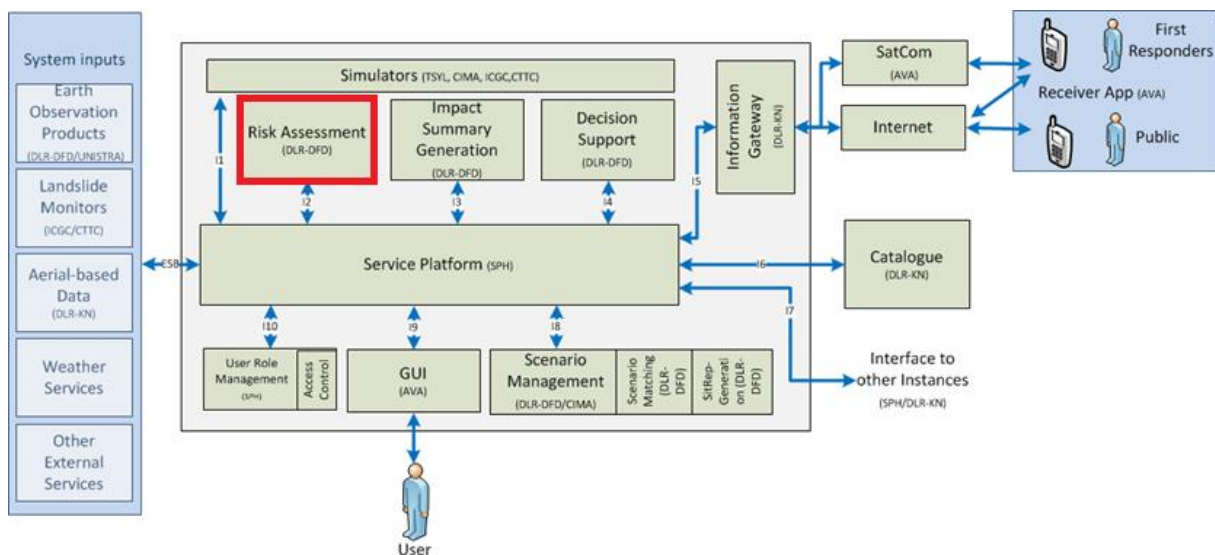 System inputs
Earth
Observation
Products
(DLR-DFD/UNISTRA)
Landslide
Monitors
(ICGC/CTTC)
Aerial-based
Data
(DLR-KN)
Weather
Services
Other
External
Services
ESB
Simulators (TSYL, CIMA, ICGC,CTTC)
I1
Risk Assessment
(DLR-DFD)
I2
Impact
Summary
Generation
(DLR-DFD)
I3
Decision
Support
(DLR-DFD)
I4
Information
Gateway
(DLR-KN)
I5
Service Platform (SPH)
I6
I7
I10
I9
I8
User Role
Management
(SPH)
Access
Control
GUI
(AVA)
Scenario
Management
(DLR-DFD/CIMA)
Scenario
Matching
(DLR-
DFD)
SitRep-
Generati
on (DLR-
DFD)
User
SatCom
(AVA)
Internet
First
Responders
Receiver App (AVA)
Public
Catalogue
(DLR-KN)
Interface to
other Instances
(SPH/DLR-KN)